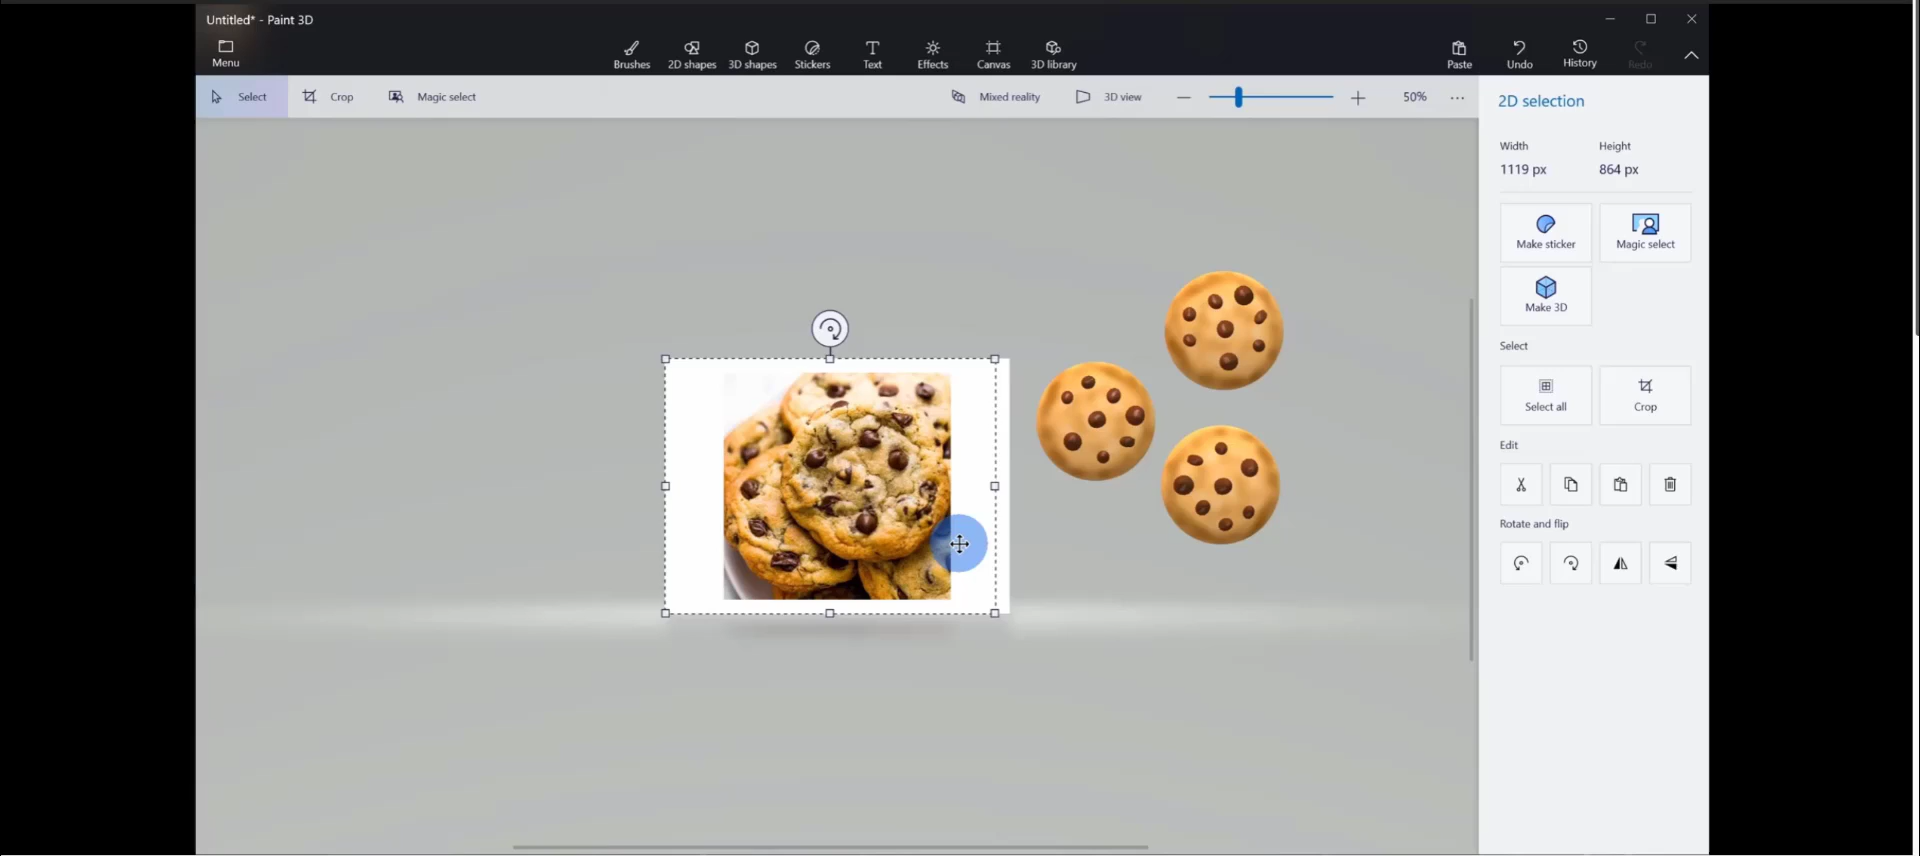 Untitled* - Paint 3D
Menu
Brushes
2D shapes
3D shapes
Stickers
Text
Effects
Canvas
3D library
Paste
Undo
History
Redo
Select
Crop
Magic select
Mixed reality
3D view
50%
2D selection
Width
Height
1119 px
864 px
Make sticker
Magic select
Make 3D
Select
Select all
Crop
Edit
Rotate and flip